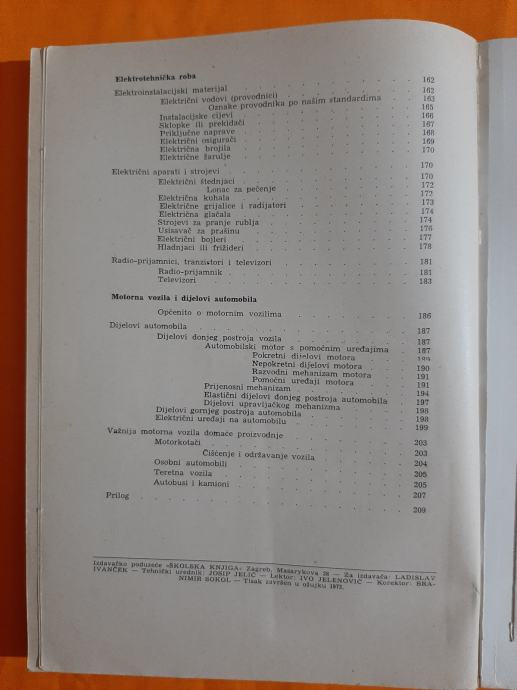 Elektrotehnička roba
Elektroinstalacijski materijal . . . . . 162
Električni vodovi (provodnici) . . . . . 162
Oznake provodnika po našim standardima . . . . . 163
Instalacijske cijevi . . . . . 165
Sklopke ili prekidači . . . . . 166
Priključne naprave . . . . . 167
Električni osigurači . . . . . 168
Električna brojila . . . . . 169
Električne žarulje . . . . . 170
Električni aparati i strojevi . . . . . 170
Električni štednjaci . . . . . 170
Lonac za pečenje . . . . . 172
Električna kuhala . . . . . 172
Električne grijalice i radijatori . . . . . 173
Električna glačala . . . . . 174
Strojevi za pranje rublja . . . . . 174
Usisavač za prašinu . . . . . 176
Električni bojleri . . . . . 177
Hladnjaci ili frižideri . . . . . 178
Radio-prijamnici, tranzistori i televizori . . . . . 181
Radio-prijamnik . . . . . 181
Televizori . . . . . 183
Motorna vozila i dijelovi automobila
Općenito o motornim vozilima . . . . . 186
Dijelovi automobila . . . . . 187
Dijelovi donjeg postroja vozila . . . . . 187
Automobilski motor s pomoćnim uređajima . . . . . 187
Pokretni dijelovi motora . . . . . 189
Nepokretni dijelovi motora . . . . . 190
Razvodni mehanizam motora . . . . . 191
Pomoćni uređaji motora . . . . . 191
Prijenosni mehanizam . . . . . 194
Elastični dijelovi donjeg postroja automobila . . . . . 197
Dijelovi upravljačkog mehanizma . . . . . 198
Dijelovi gornjeg postroja automobila . . . . . 198
Električni uređaji na automobilu . . . . . 199
Važnija motorna vozila domaće proizvodnje . . . . . 203
Motorkotači . . . . . 203
Čišćenje i održavanje vozila . . . . . 204
Osobni automobili . . . . . 205
Teretna vozila . . . . . 205
Autobusi i kamioni . . . . . 207
Prilog . . . . . 209
Izdavačko poduzeće »ŠKOLSKA KNJIGA« Zagreb, Masarykova 28 — Za izdavača: LADISLAV
IVANČEK — Tehnički urednik: JOSIP JELIĆ — Lektor: IVO JELENOVIĆ — Korektor: BRA-
NIMIR SOKOL — Tisak završen u ožujku 1972.